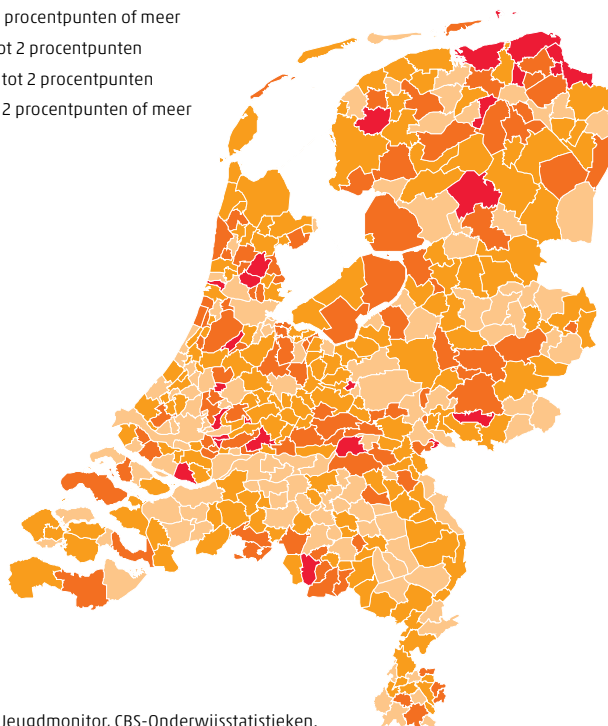 procentpunten of meer
tot 2 procentpunten
tot 2 procentpunten
2 procentpunten of meer
Jeugdmonitor, CBS-Onderwijsstatistieken.